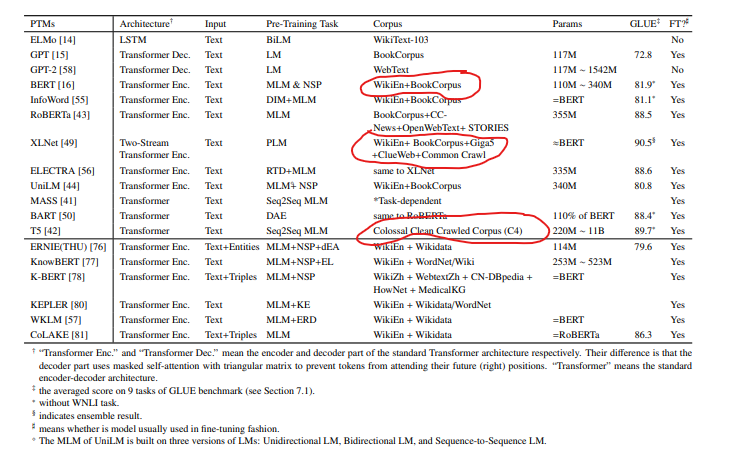 PTMs Architecture† Input Pre-Training Task Corpus Params GLUE‡ FT?♯
ELMo [14] LSTM Text BiLM WikiText-103 No
GPT [15] Transformer Dec. Text LM BookCorpus 117M 72.8 Yes
GPT-2 [58] Transformer Dec. Text LM WebText 117M ~ 1542M No
BERT [16] Transformer Enc. Text MLM & NSP WikiEn+BookCorpus 110M ~ 340M 81.9* Yes
InfoWord [55] Transformer Enc. Text DIM+MLM WikiEn+BookCorpus =BERT 81.1* Yes
RoBERTa [43] Transformer Enc. Text MLM BookCorpus+CC- 355M 88.5 Yes
News+OpenWebText+ STORIES
XLNet [49] Two-Stream Text PLM WikiEn+ BookCorpus+Giga5 ≈BERT 90.5§ Yes
Transformer Enc. +ClueWeb+Common Crawl
ELECTRA [56] Transformer Enc. Text RTD+MLM same to XLNet 335M 88.6 Yes
UniLM [44] Transformer Enc. Text MLM⋄+ NSP WikiEn+BookCorpus 340M 80.8 Yes
MASS [41] Transformer Text Seq2Seq MLM *Task-dependent Yes
BART [50] Transformer Text DAE same to RoBERTa 110% of BERT 88.4* Yes
T5 [42] Transformer Text Seq2Seq MLM Colossal Clean Crawled Corpus (C4) 220M ~ 11B 89.7* Yes
ERNIE(THU) [76] Transformer Enc. Text+Entities MLM+NSP+dEA WikiEn + Wikidata 114M 79.6 Yes
KnowBERT [77] Transformer Enc. Text MLM+NSP+EL WikiEn + WordNet/Wiki 253M ~ 523M Yes
K-BERT [78] Transformer Enc. Text+Triples MLM+NSP WikiZh + WebtextZh + CN-DBpedia + =BERT Yes
HowNet + MedicalKG
KEPLER [80] Transformer Enc. Text MLM+KE WikiEn + Wikidata/WordNet Yes
WKLM [57] Transformer Enc. Text MLM+ERD WikiEn + Wikidata =BERT Yes
CoLAKE [81] Transformer Enc. Text+Triples MLM WikiEn + Wikidata =RoBERTa 86.3 Yes
† “Transformer Enc.” and “Transformer Dec.” mean the encoder and decoder part of the standard Transformer architecture respectively. Their difference is that the
decoder part uses masked self-attention with triangular matrix to prevent tokens from attending their future (right) positions. “Transformer” means the standard
encoder-decoder architecture.
‡ the averaged score on 9 tasks of GLUE benchmark (see Section 7.1).
* without WNLI task.
§ indicates ensemble result.
♯ means whether is model usually used in fine-tuning fashion.
⋄ The MLM of UniLM is built on three versions of LMs: Unidirectional LM, Bidirectional LM, and Sequence-to-Sequence LM.